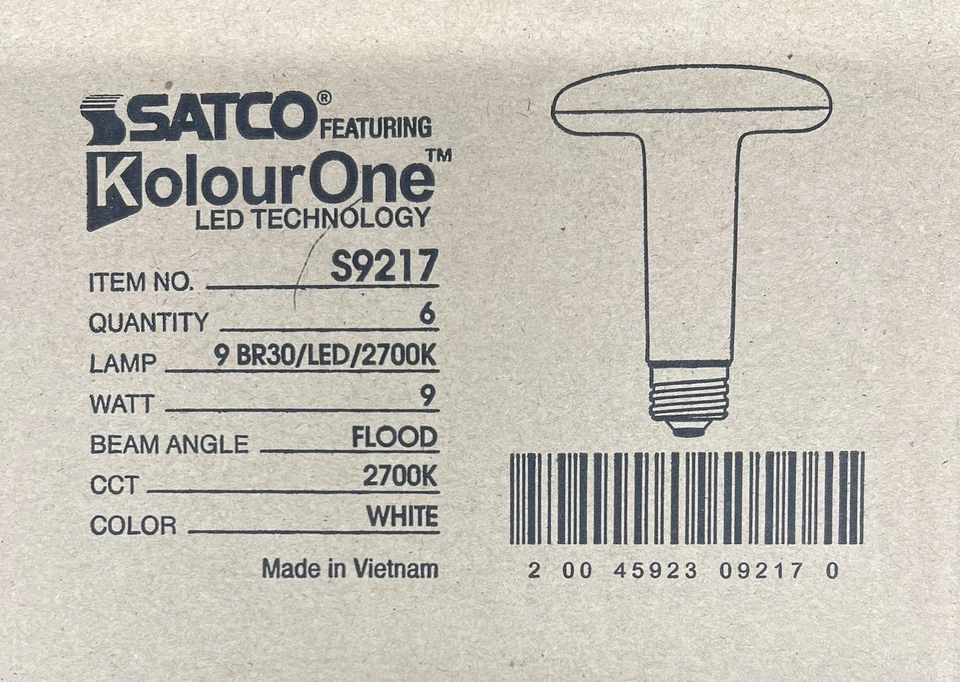 SATCO® FEATURING
KolourOne™
LED TECHNOLOGY
ITEM NO. S9217
QUANTITY 6
LAMP 9 BR30/LED/2700K
WATT 9
BEAM ANGLE FLOOD
CCT 2700K
COLOR WHITE
Made in Vietnam
2 00 45923 09217 0